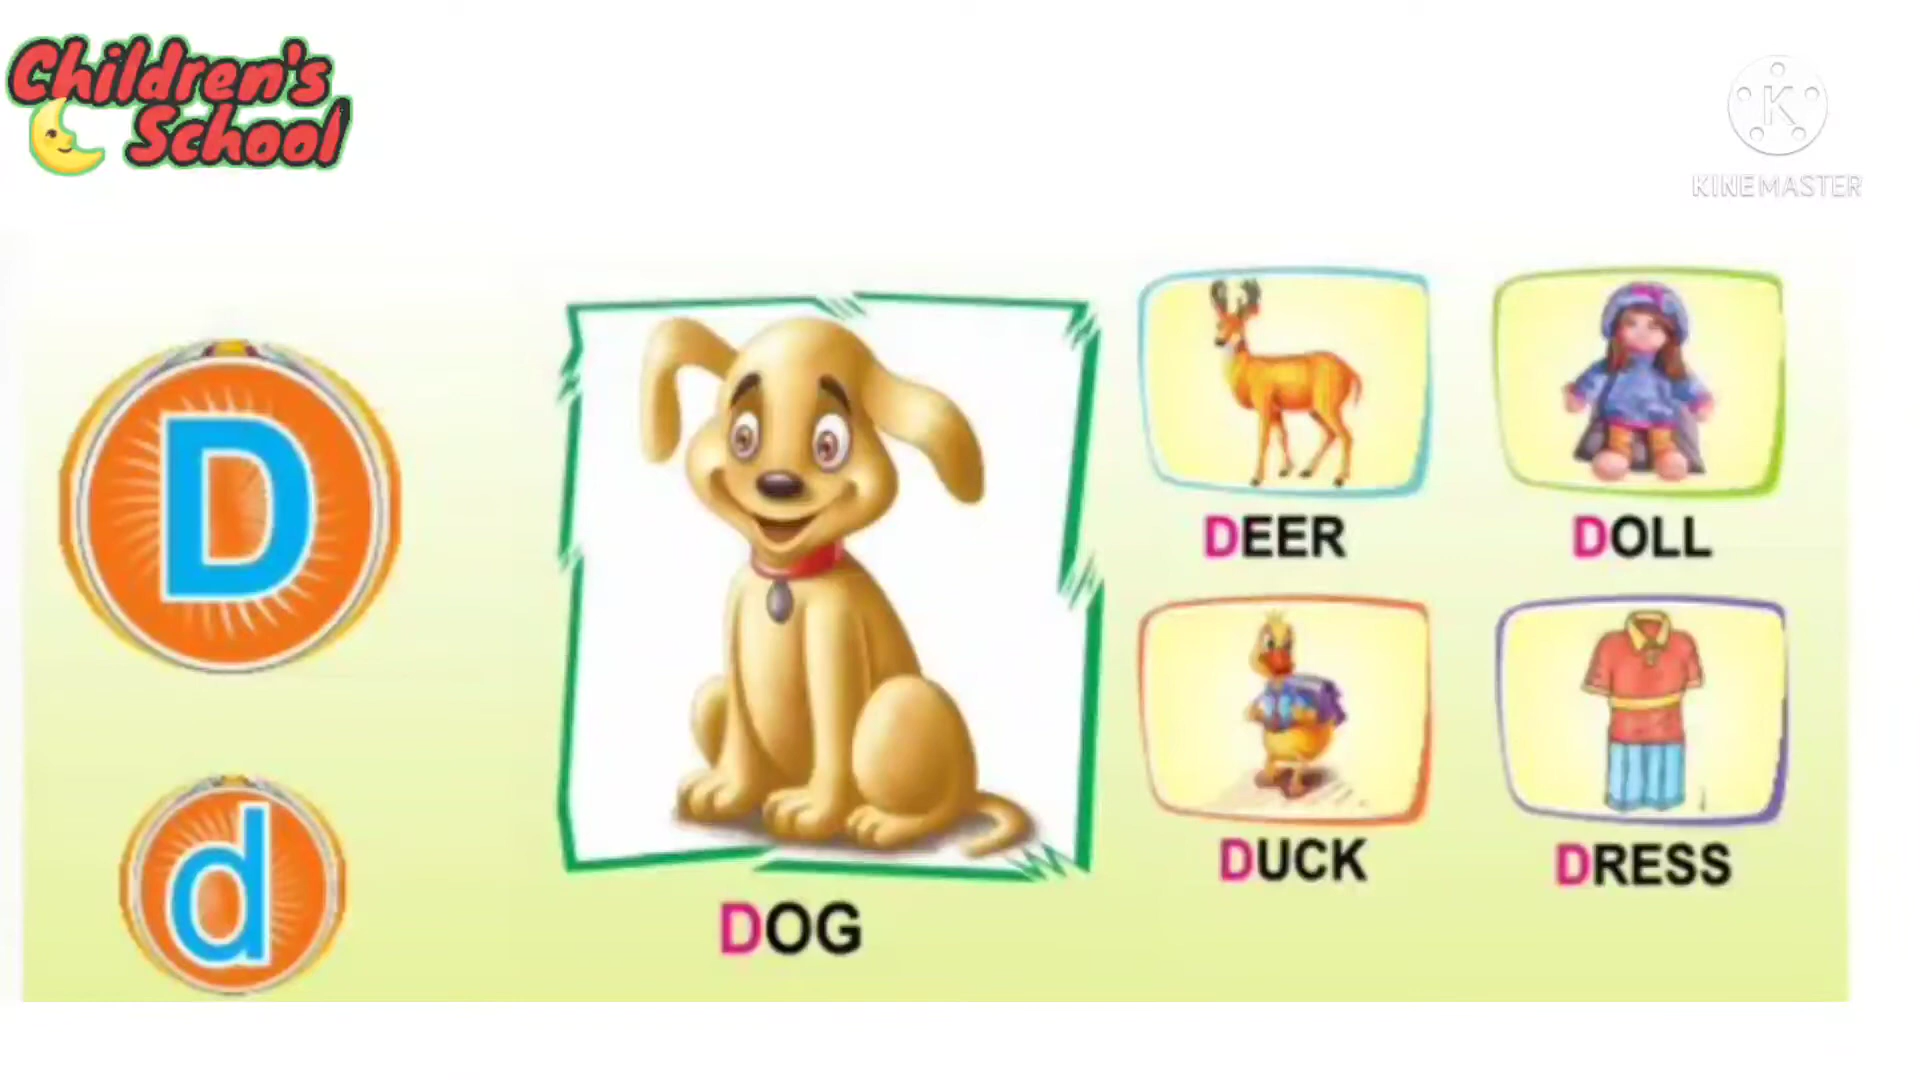 Children's
School
K
KINEMASTER
D
d
DOG
DEER
DOLL
DUCK
DRESS